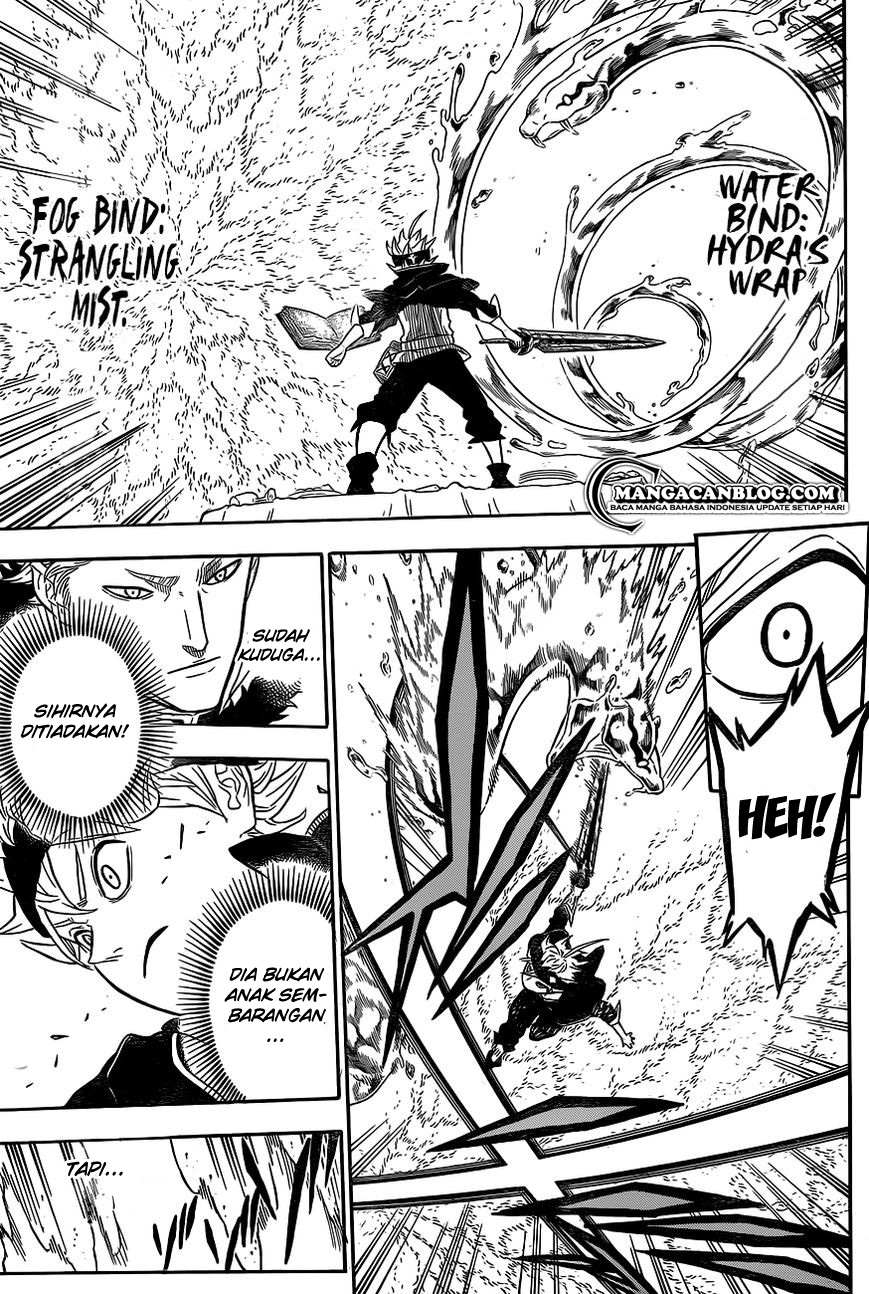 WATER
BIND:
HYDRA'S
WRAP
FOG BIND:
STRANGLING
MIST.
MANGACANBLOG.COM
BACA MANGA BAHASA INDONESIA UPDATE SETIAP HARI
HEH!
SUDAH
KUDUGA...
SIHIRNYA
DITIADAKAN!
DIA BUKAN
ANAK SEM-
BARANGAN
...
TAPI...